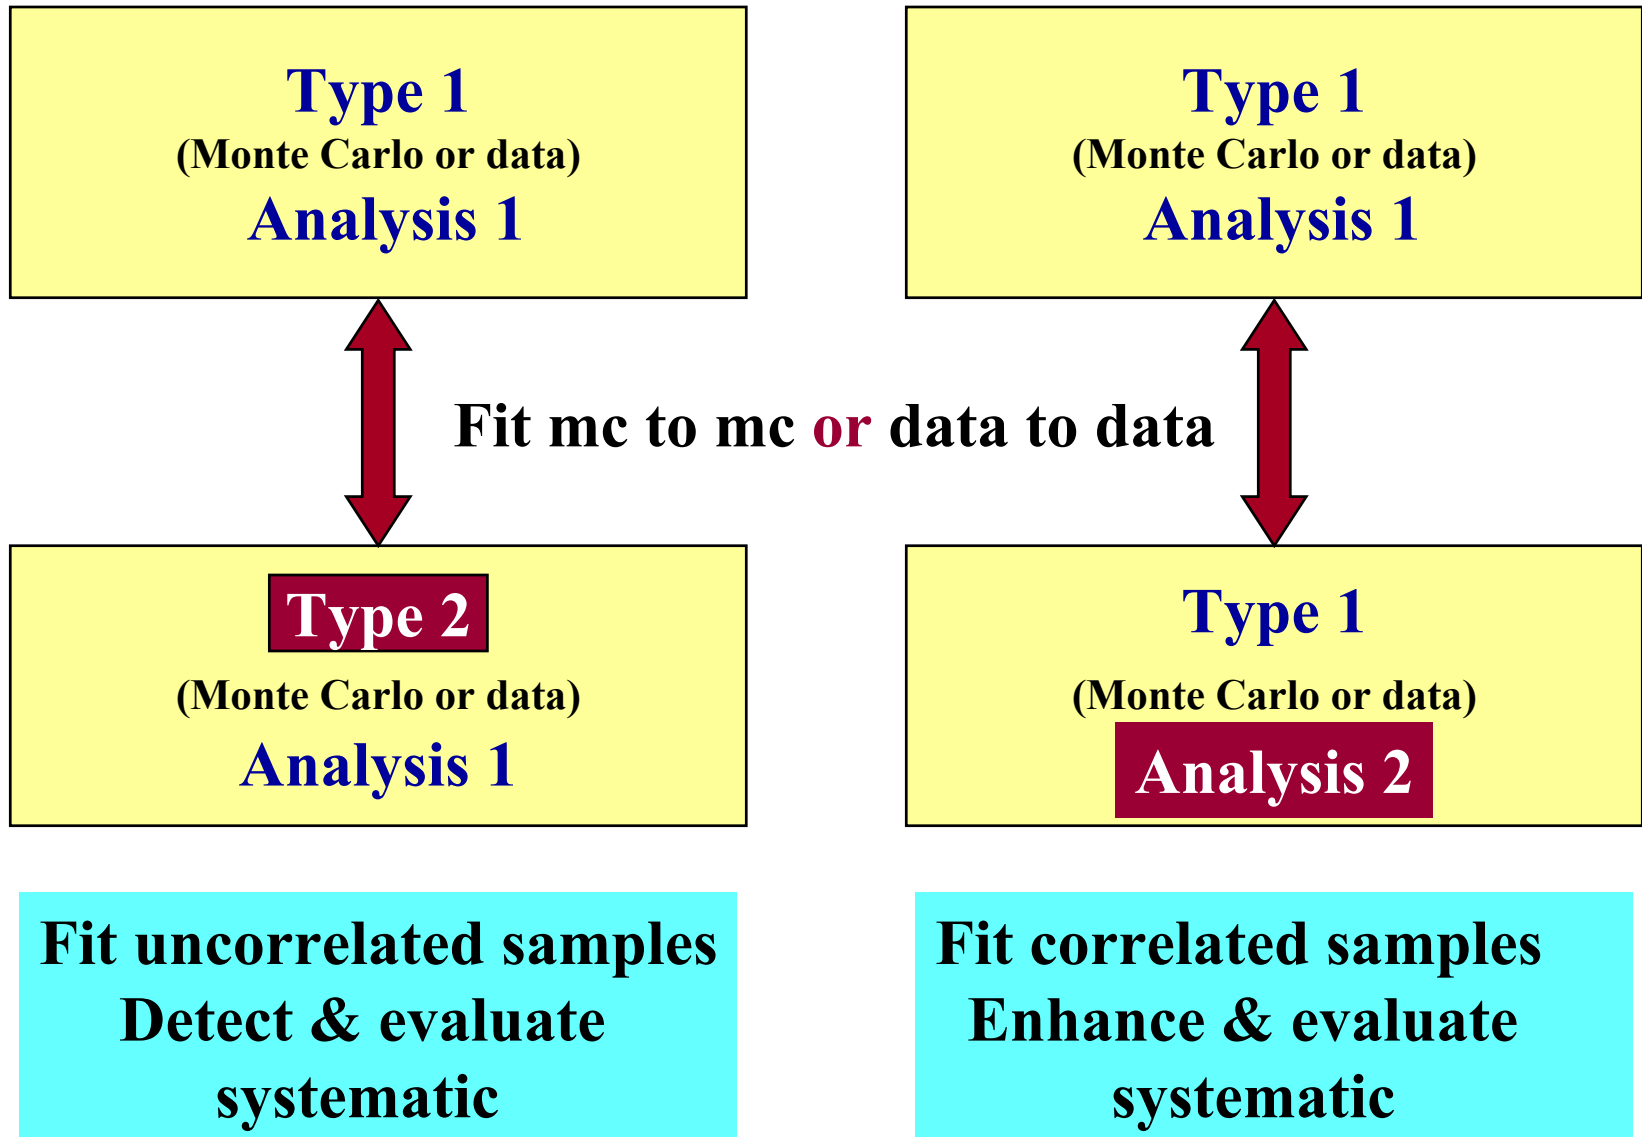 Type 1
(Monte Carlo or data)
Analysis 1
Type 1
(Monte Carlo or data)
Analysis 1
Fit mc to mc or data to data
Type 2
(Monte Carlo or data)
Analysis 1
Type 1
(Monte Carlo or data)
Analysis 2
Fit uncorrelated samples
Detect & evaluate
systematic
Fit correlated samples
Enhance & evaluate
systematic